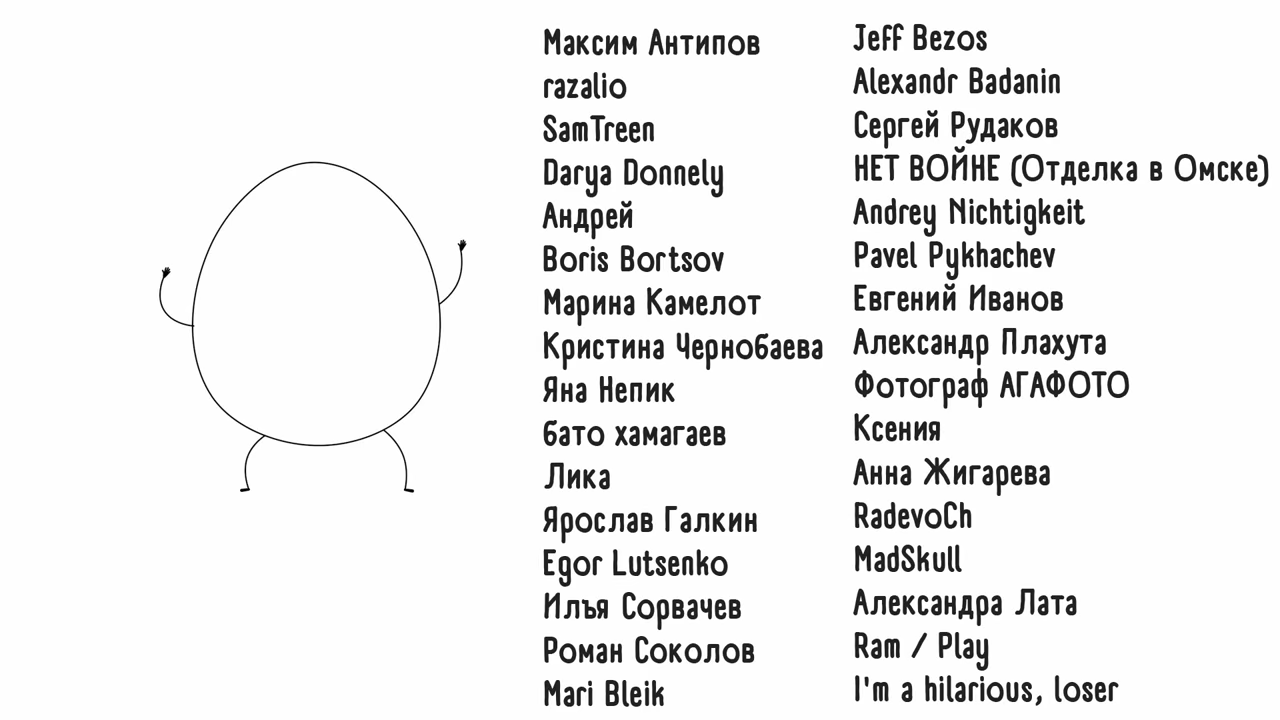 Максим Антипов
razalio
SamTreen
Darya Donnely
Андрей
Boris Bortsov
Марина Камелот
Кристина Чернобаева
Яна Непик
бато хамагаев
Лика
Ярослав Галкин
Egor Lutsenko
Илъя Сорвачев
Роман Соколов
Mari Bleik
Jeff Bezos
Alexandr Badanin
Сергей Рудаков
НЕТ ВОЙНЕ (Отделка в Омске)
Andrey Nichtigkeit
Pavel Pykhachev
Евгений Иванов
Александр Плахута
Фотограф АГАФОТО
Ксения
Анна Жигарева
RadevoCh
MadSkull
Александра Лата
Ram / Play
I'm a hilarious, loser